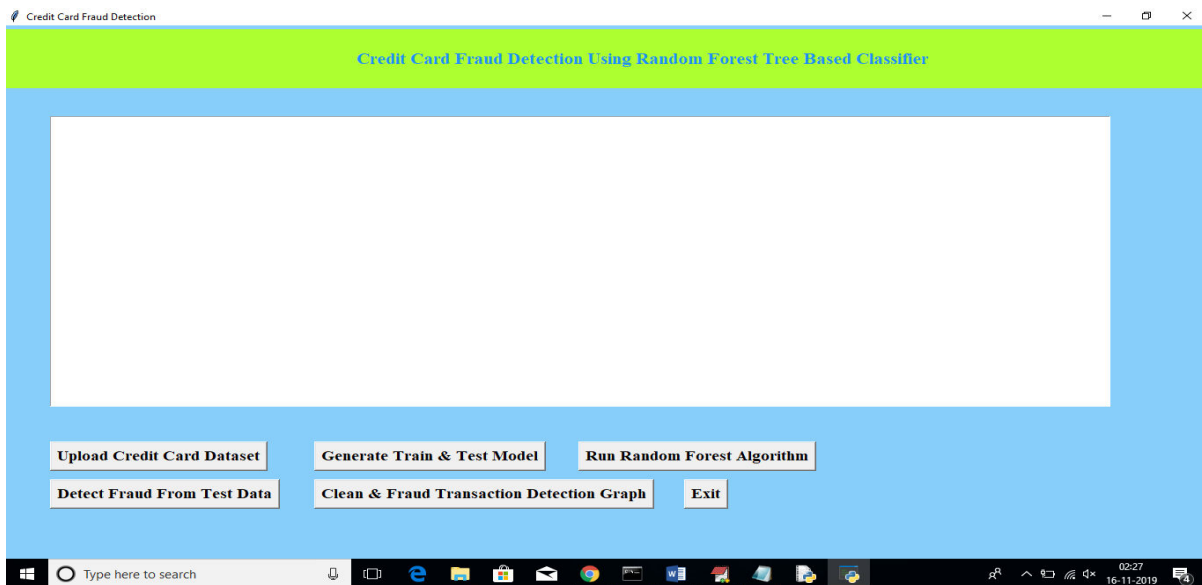 Credit Card Fraud Detection
Credit Card Fraud Detection Using Random Forest Tree Based Classifier
Upload Credit Card Dataset Generate Train & Test Model Run Random Forest Algorithm
Detect Fraud From Test Data Clean & Fraud Transaction Detection Graph Exit
Type here to search
02:27
16-11-2019